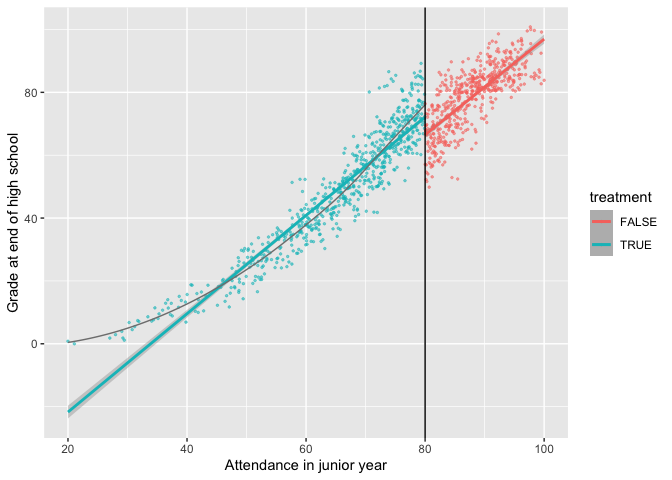 80
40
0
Grade at end of high school
20 40 60 80 100
Attendance in junior year
treatment
FALSE
TRUE